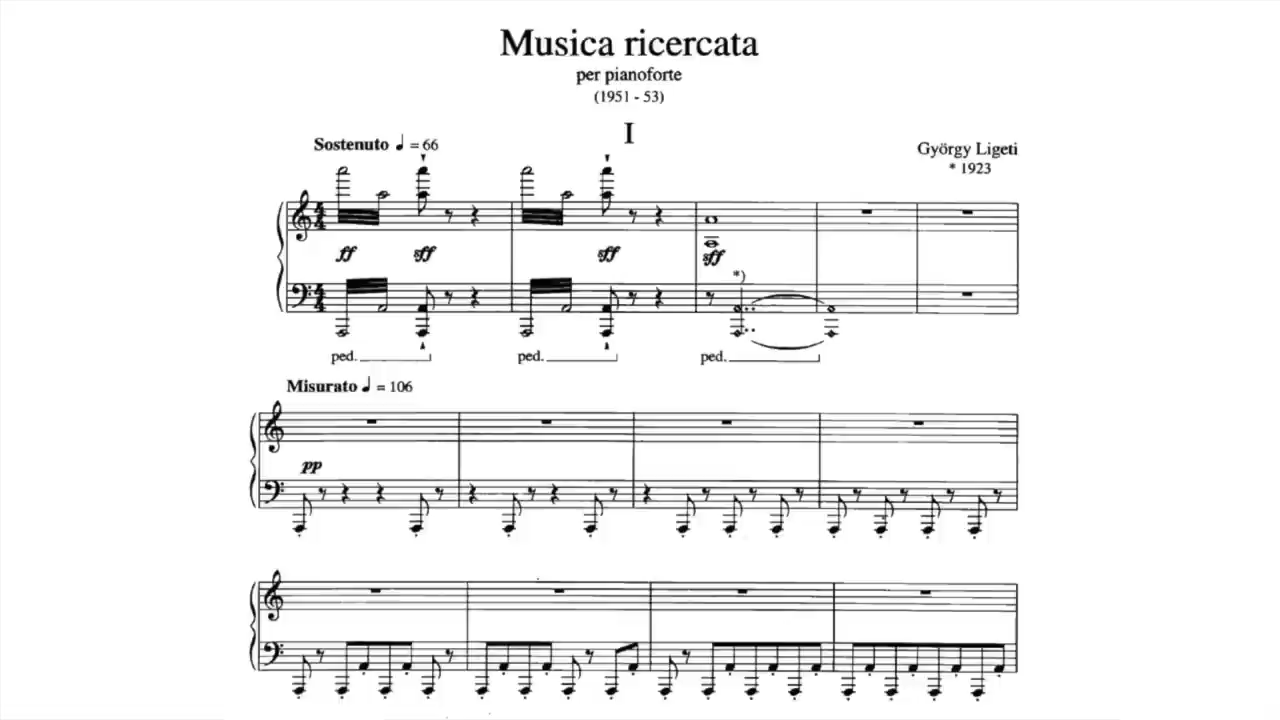 Musica ricercata
per pianoforte
(1951 - 53)
I
Sostenuto ♩ = 66
György Ligeti
* 1923
ff sff sff sff
*)
ped. ped. ped.
Misurato ♩ = 106
pp